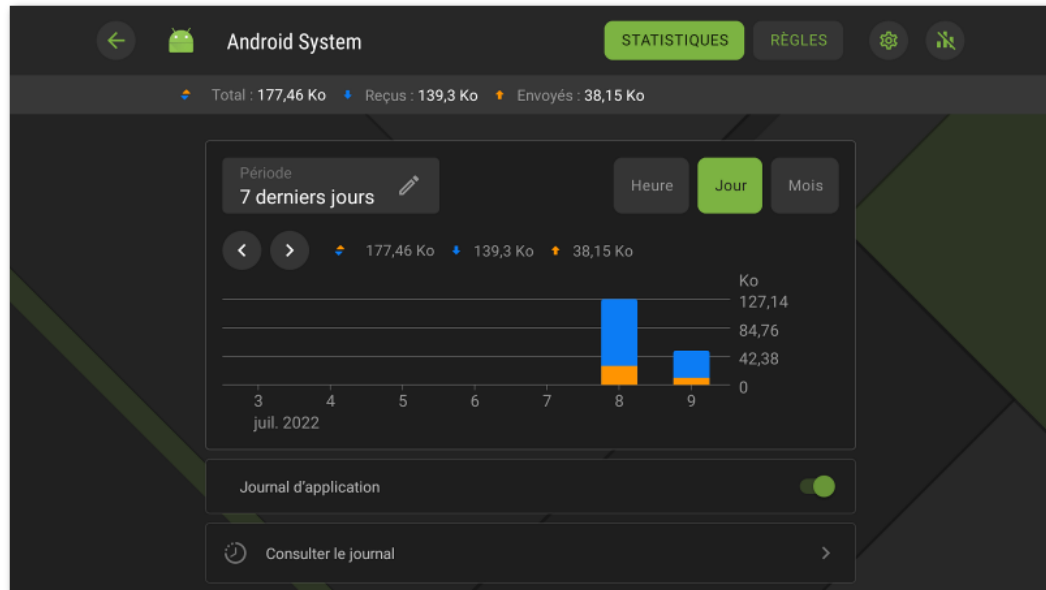 Android System
STATISTIQUES
RÈGLES
Total : 177,46 Ko Reçus : 139,3 Ko Envoyés : 38,15 Ko
Période
7 derniers jours
Heure
Jour
Mois
177,46 Ko 139,3 Ko 38,15 Ko
Ko
127,14
84,76
42,38
0
3 4 5 6 7 8 9
juil. 2022
Journal d'application
Consulter le journal